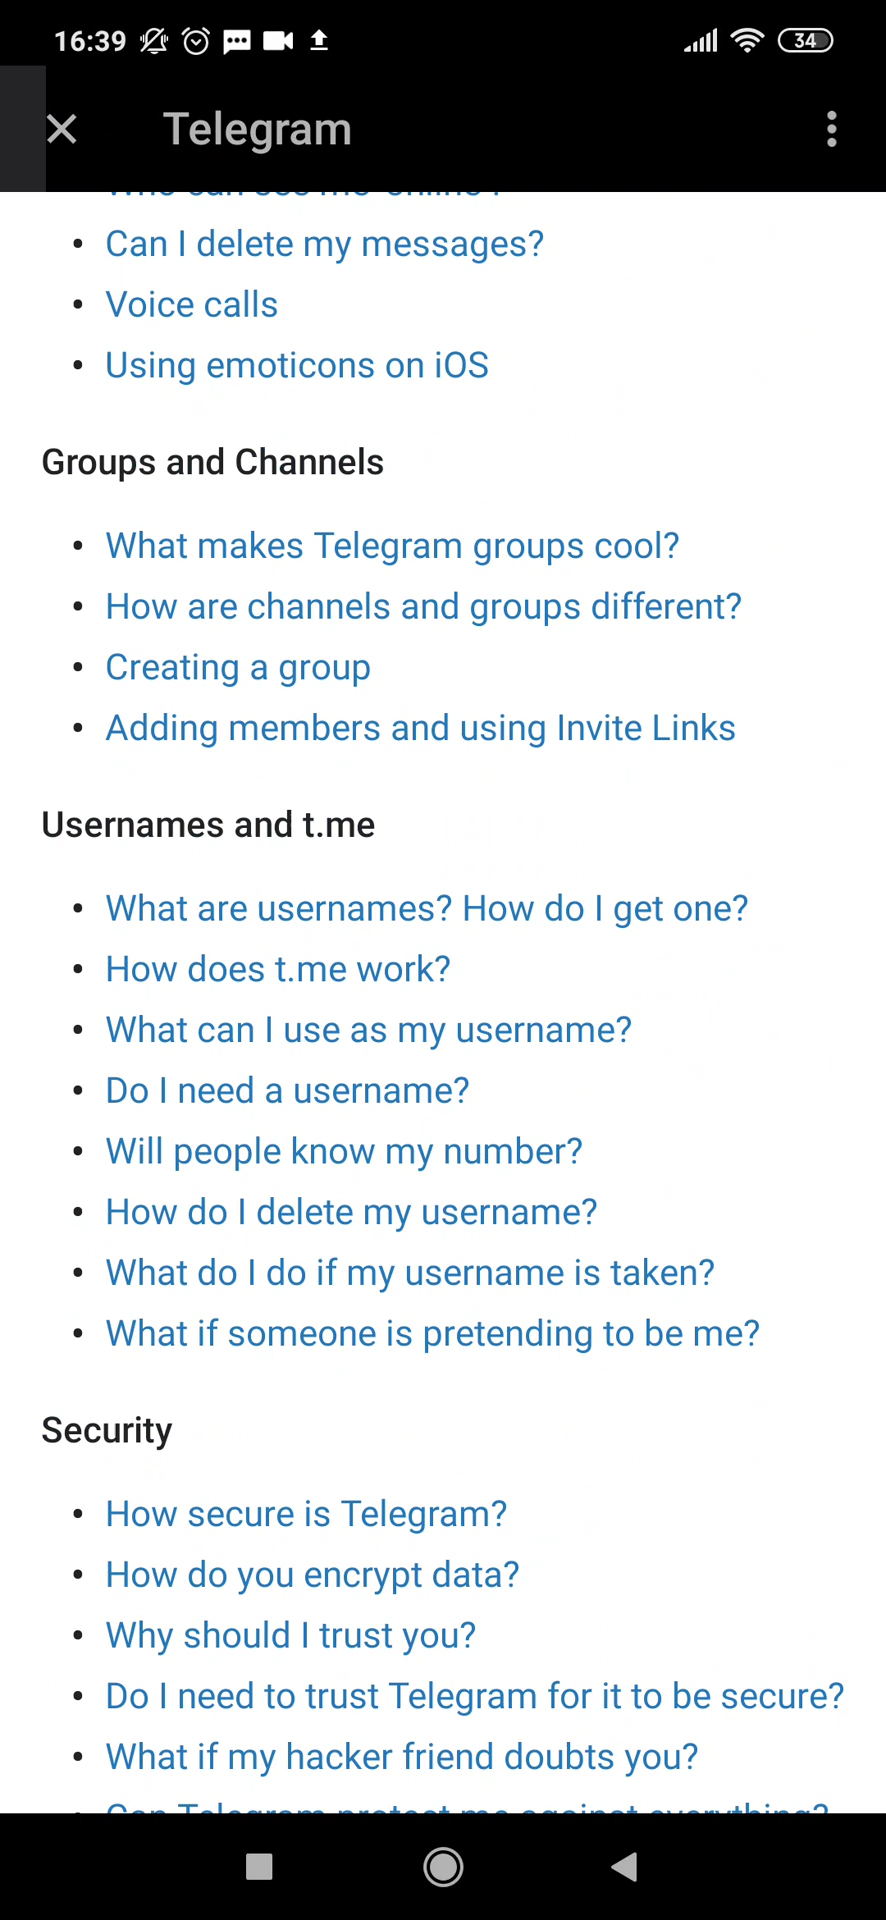 16:39
34
Telegram
Can I delete my messages?
Voice calls
Using emoticons on iOS
Groups and Channels
What makes Telegram groups cool?
How are channels and groups different?
Creating a group
Adding members and using Invite Links
Usernames and t.me
What are usernames? How do I get one?
How does t.me work?
What can I use as my username?
Do I need a username?
Will people know my number?
How do I delete my username?
What do I do if my username is taken?
What if someone is pretending to be me?
Security
How secure is Telegram?
How do you encrypt data?
Why should I trust you?
Do I need to trust Telegram for it to be secure?
What if my hacker friend doubts you?
Can Telegram protect me against everything?